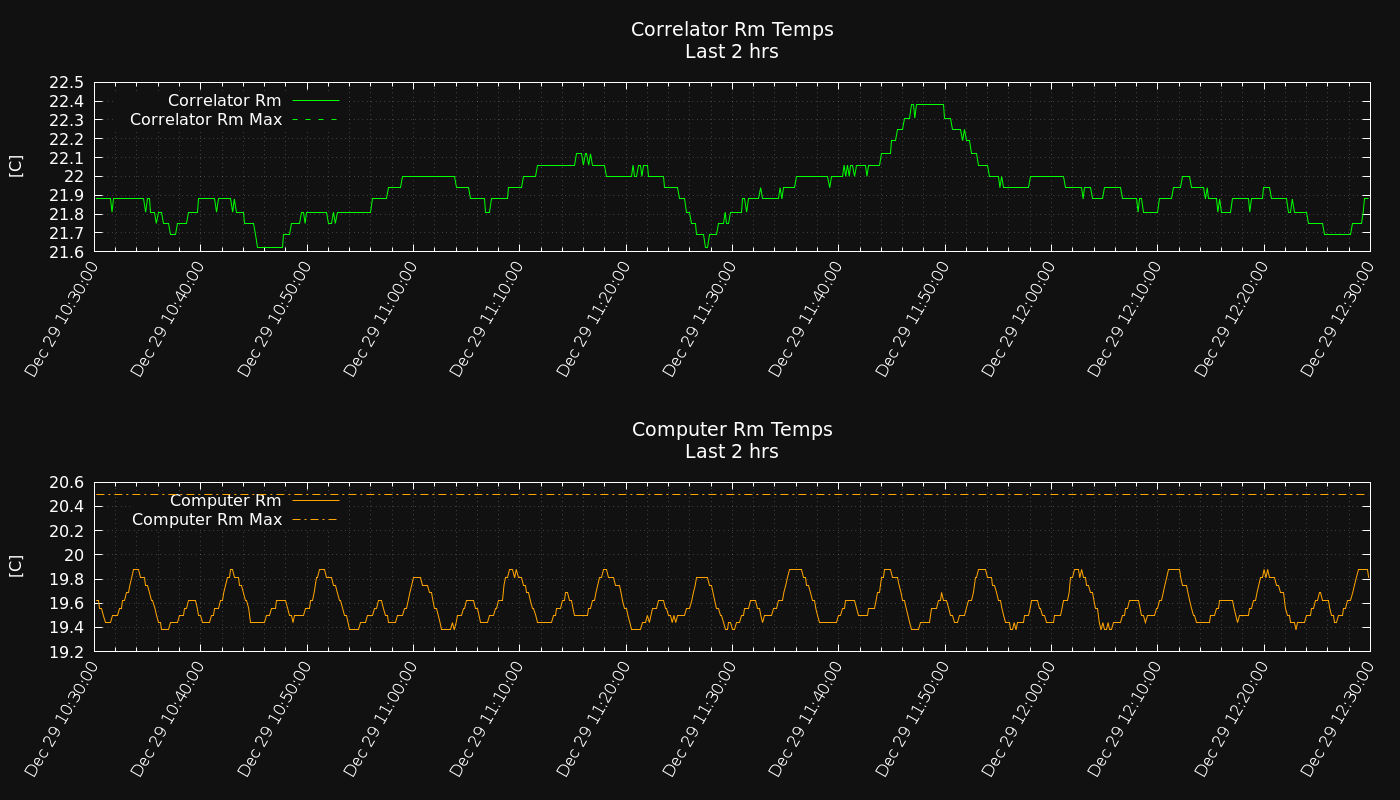 Correlator Rm Temps
Last 2 hrs
22.5
22.4
22.3
22.2
22.1
22
21.9
21.8
21.7
21.6
[C]
Correlator Rm
Correlator Rm Max
Dec 29 10:30:00
Dec 29 10:40:00
Dec 29 10:50:00
Dec 29 11:00:00
Dec 29 11:10:00
Dec 29 11:20:00
Dec 29 11:30:00
Dec 29 11:40:00
Dec 29 11:50:00
Dec 29 12:00:00
Dec 29 12:10:00
Dec 29 12:20:00
Dec 29 12:30:00
Computer Rm Temps
Last 2 hrs
20.6
20.4
20.2
20
19.8
19.6
19.4
19.2
[C]
Computer Rm
Computer Rm Max
Dec 29 10:30:00
Dec 29 10:40:00
Dec 29 10:50:00
Dec 29 11:00:00
Dec 29 11:10:00
Dec 29 11:20:00
Dec 29 11:30:00
Dec 29 11:40:00
Dec 29 11:50:00
Dec 29 12:00:00
Dec 29 12:10:00
Dec 29 12:20:00
Dec 29 12:30:00